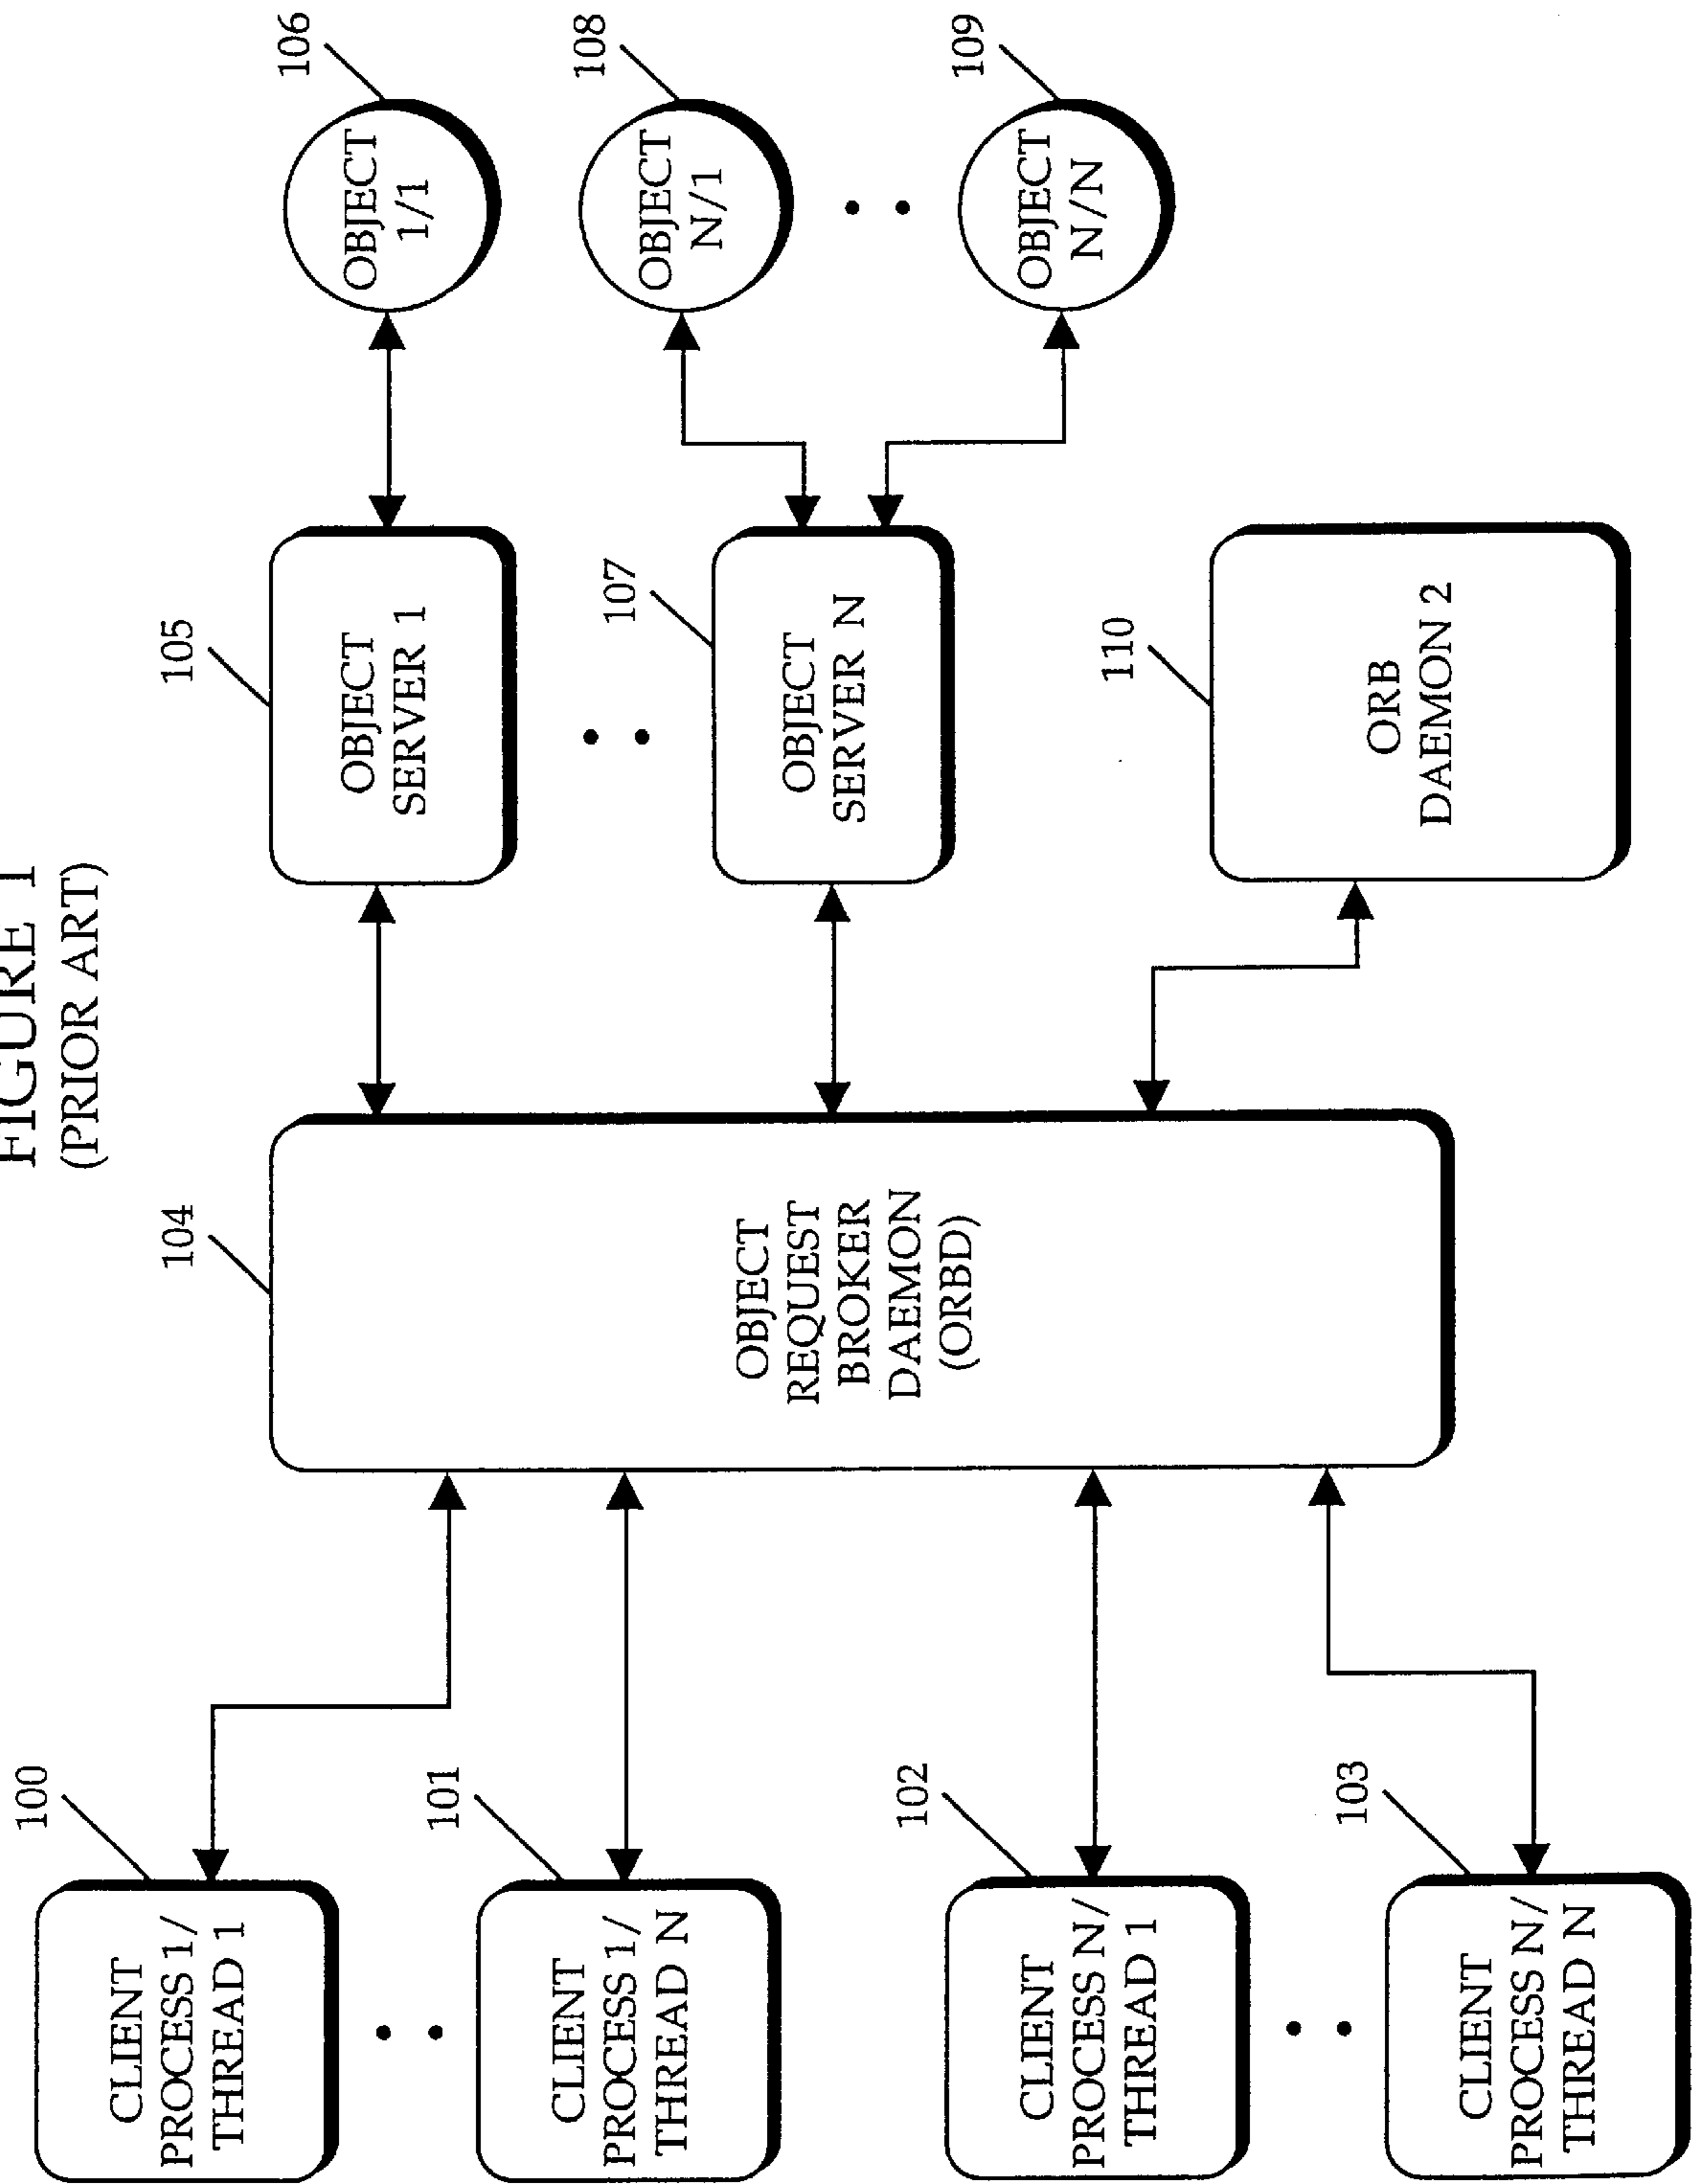 FIGURE 1
(PRIOR ART)
100
CLIENT
PROCESS 1/
THREAD 1
101
CLIENT
PROCESS 1/
THREAD N
102
CLIENT
PROCESS N/
THREAD 1
103
CLIENT
PROCESS N/
THREAD N
104
OBJECT
REQUEST
BROKER
DAEMON
(ORBD)
105
OBJECT
SERVER 1
107
OBJECT
SERVER N
110
ORB
DAEMON 2
106
OBJECT
1/1
108
OBJECT
N/1
109
OBJECT
N/N